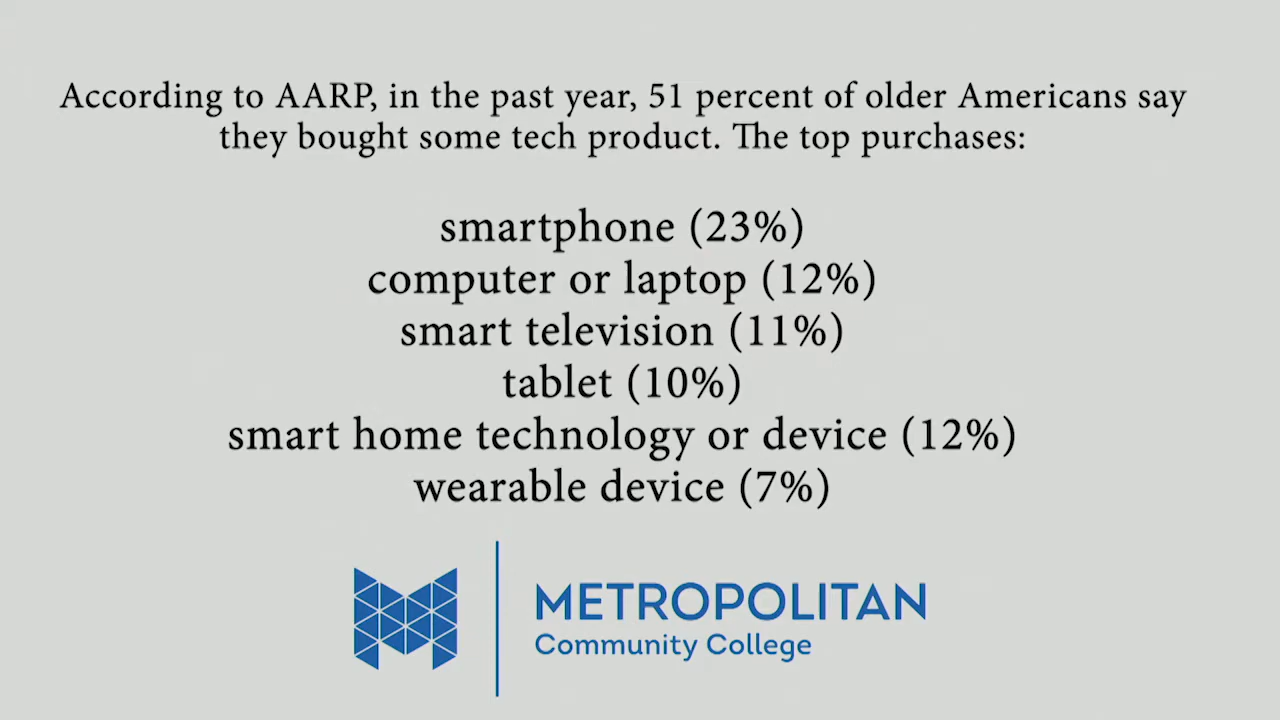 According to AARP, in the past year, 51 percent of older Americans say
they bought some tech product. The top purchases:
smartphone (23%)
computer or laptop (12%)
smart television (11%)
tablet (10%)
smart home technology or device (12%)
wearable device (7%)
METROPOLITAN
Community College